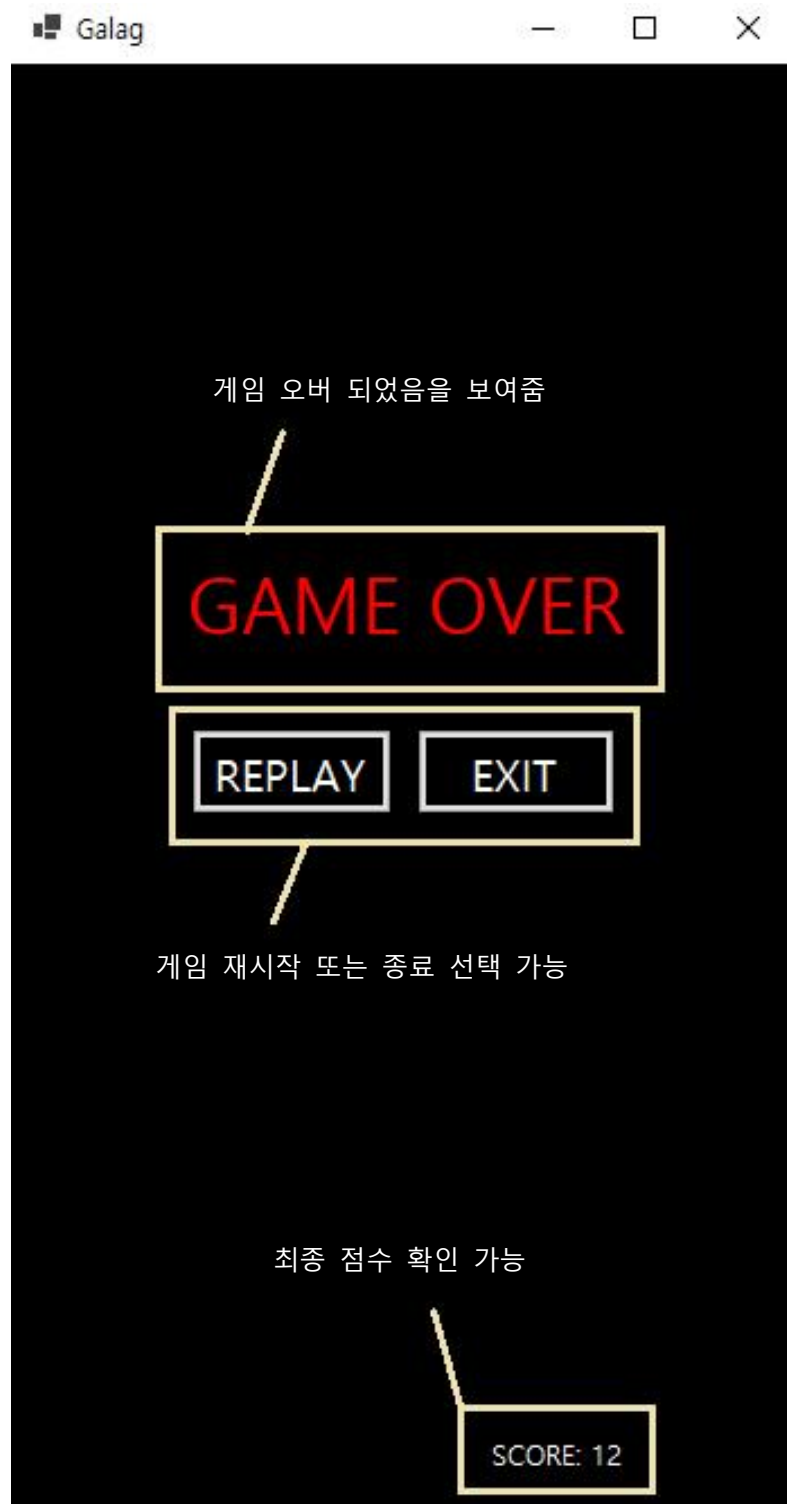 Galag
게임 오버 되었음을 보여줌
GAME OVER
REPLAY EXIT
게임 재시작 또는 종료 선택 가능
최종 점수 확인 가능
SCORE: 12